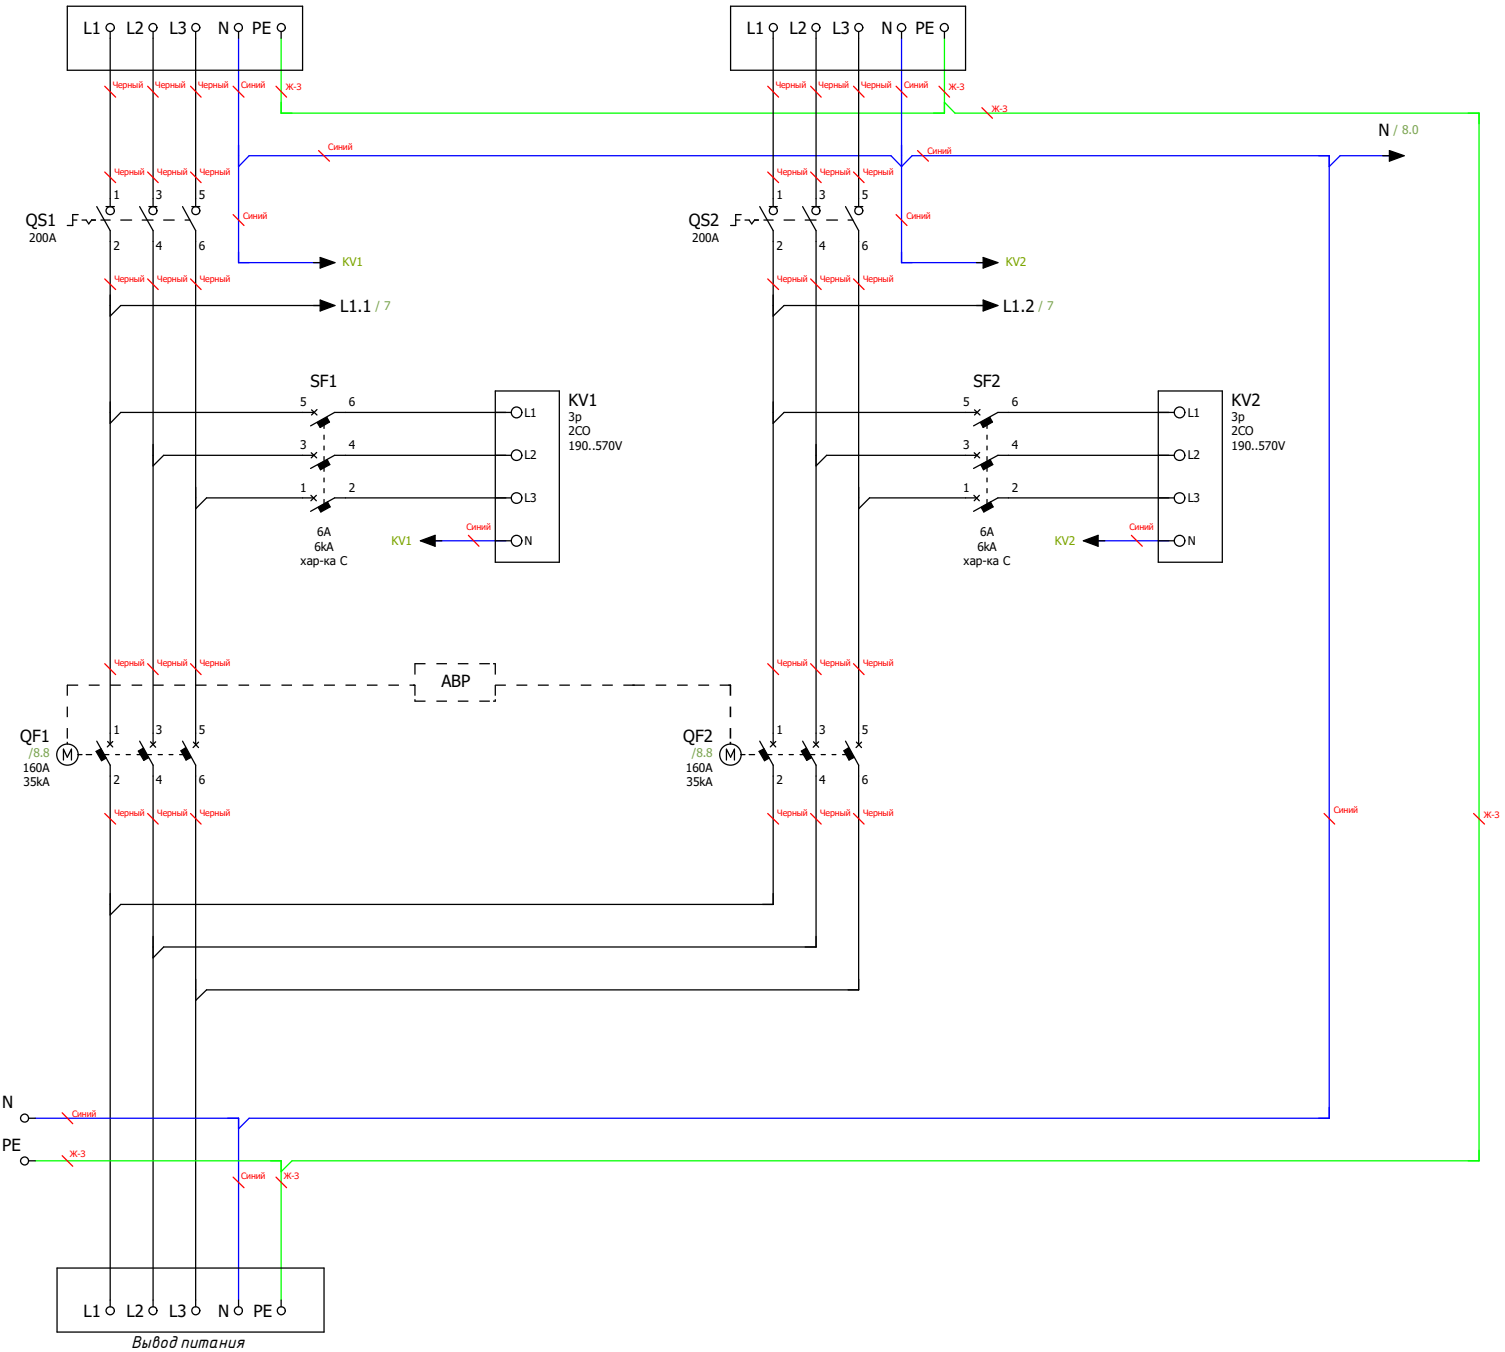 L1 L2 L3 N PE L1 L2 L3 N PE
Черный Черный Черный Синий Ж-З Черный Черный Черный Синий Ж-З
Ж-З
N / 8.0
Синий Синий
Черный Черный Черный Черный Черный Черный
1 3 5 1 3 5
QS1 Синий QS2 Синий
200A 200A
2 4 6 2 4 6
KV1 KV2
Черный Черный Черный Черный Черный Черный
L1.1 / 7 L1.2 / 7
SF1 SF2
5 6 L1 KV1 5 6 L1 KV2
3p 3p
2CO 2CO
3 4 L2 190..570V 3 4 L2 190..570V
1 2 L3 1 2 L3
Синий Синий
6A 6A
KV1 N KV2 N
6kA 6kA
хар-ка C хар-ка C
Черный Черный Черный Черный Черный Черный
АВР
1 3 5 1 3 5
QF1 QF2
/8.8 M /8.8 M
160A 160A
35kA 35kA
2 4 6 2 4 6
Черный Черный Черный Черный Черный Черный
Синий Ж-З
N
Синий
PE
Ж-З
Синий Ж-З
L1 L2 L3 N PE
Вывод питания